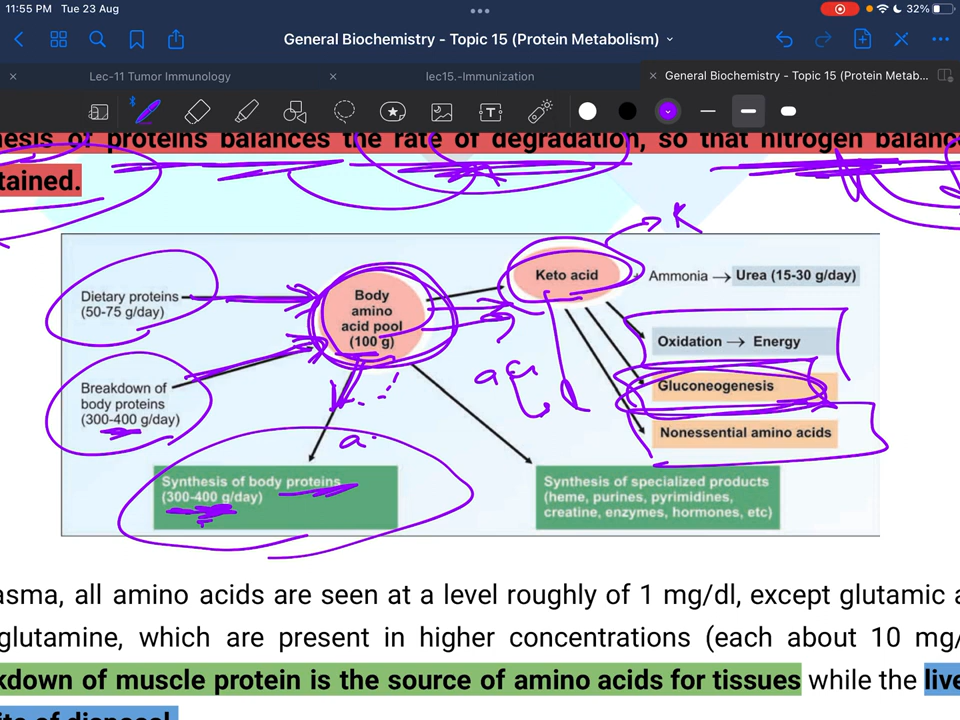 11:55 PM Tue 23 Aug
32%
General Biochemistry - Topic 15 (Protein Metabolism)
Lec-11 Tumor Immunology
lec15.-Immunization
General Biochemistry - Topic 15 (Protein Metab...
nesis of proteins balances the rate of degradation, so that nitrogen balanc
tained.
K
Dietary proteins
(50-75 g/day)
Body
amino
acid pool
(100 g)
Keto acid
+ Ammonia → Urea (15-30 g/day)
Oxidation → Energy
Breakdown of
body proteins
(300-400 g/day)
Gluconeogenesis
Nonessential amino acids
Synthesis of body proteins
(300-400 g/day)
Synthesis of specialized products
(heme, purines, pyrimidines,
creatine, enzymes, hormones, etc)
asma, all amino acids are seen at a level roughly of 1 mg/dl, except glutamic a
glutamine, which are present in higher concentrations (each about 10 mg/
kdown of muscle protein is the source of amino acids for tissues while the live
ite of disposal